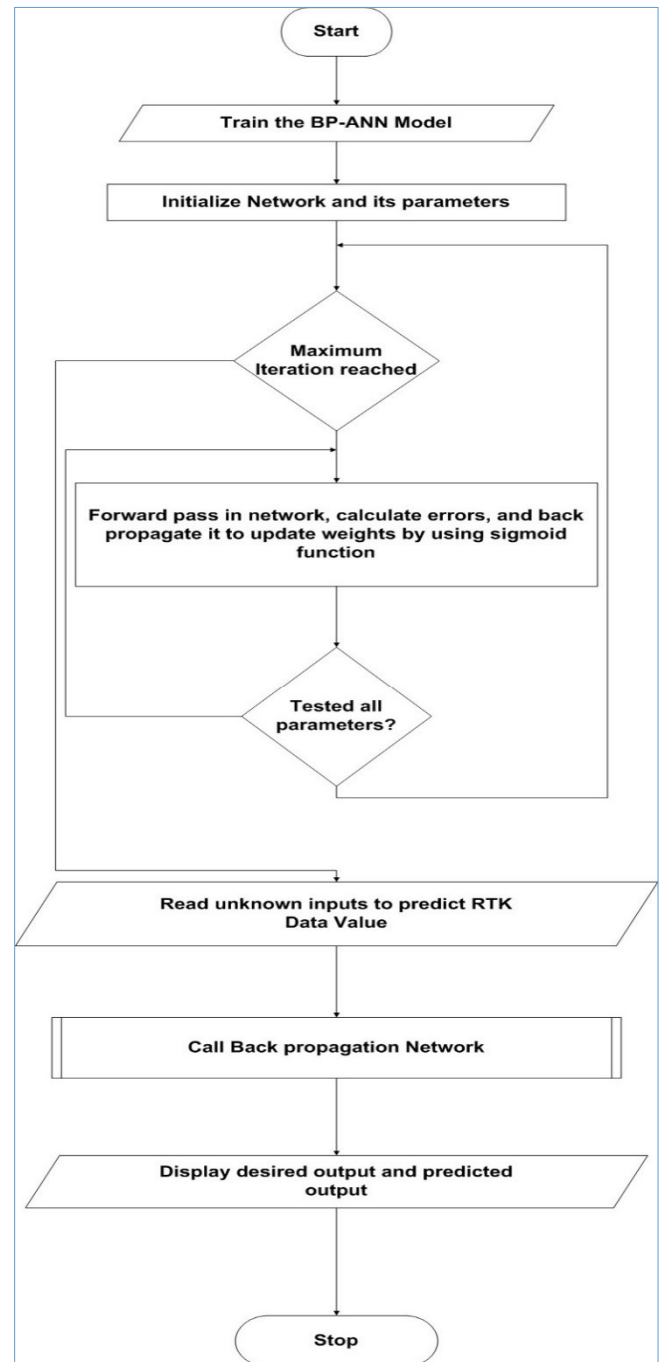 Start
Train the BP-ANN Model
Initialize Network and its parameters
Maximum
Iteration reached
Forward pass in network, calculate errors, and back
propagate it to update weights by using sigmoid
function
Tested all
parameters?
Read unknown inputs to predict RTK
Data Value
Call Back propagation Network
Display desired output and predicted
output
Stop